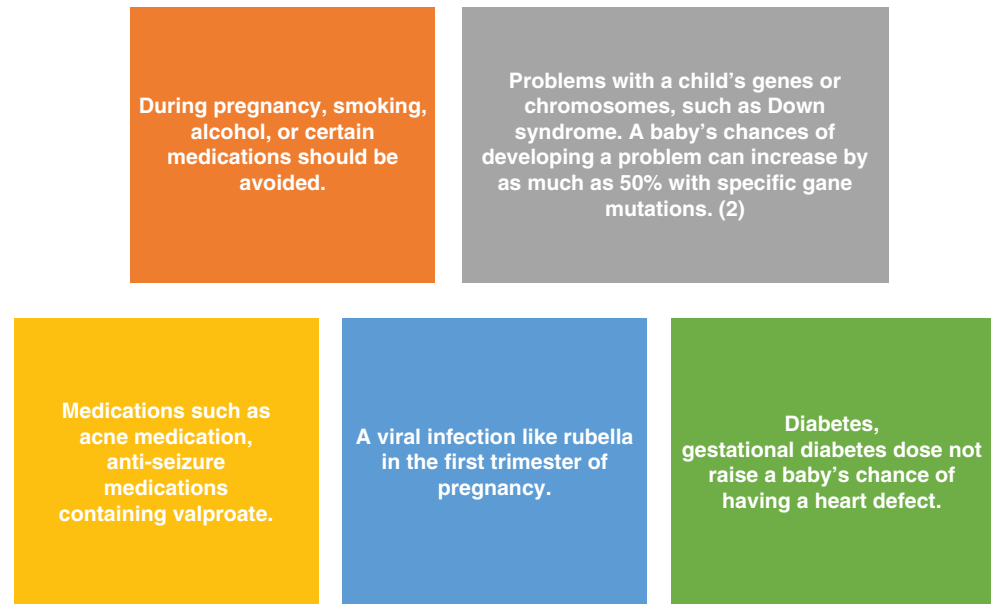 During pregnancy, smoking,
alcohol, or certain
medications should be
avoided.
Problems with a child's genes or
chromosomes, such as Down
syndrome. A baby's chances of
developing a problem can increase by
as much as 50% with specific gane
mutations. (2)
Medications such as
acne medication,
anti-seizure
medications
containing valproate.
A viral infection like rubella
in the first trimester of
pregnancy.
Diabetes,
gestational diabetes dose not
raise a baby's chance of
having a heart defect.